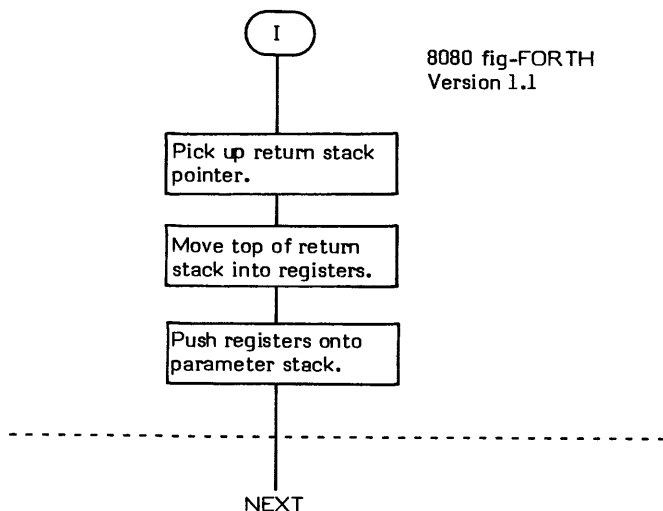 I
8080 fig-FORTH
Version 1.1
Pick up return stack
pointer.
Move top of return
stack into registers.
Push registers onto
parameter stack.
NEXT